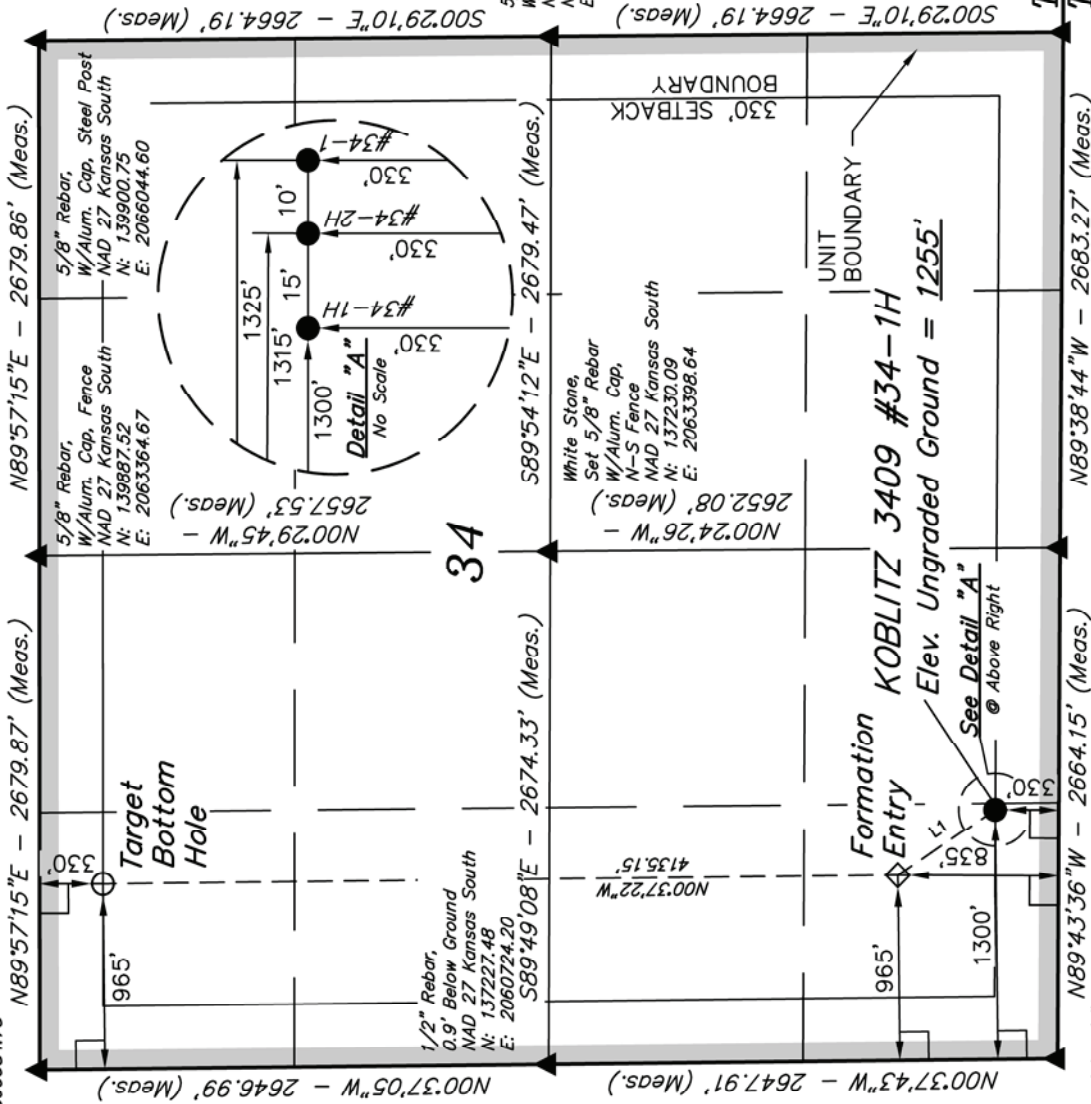 N89°57'15"E - 2679.87' (Meas.)
N89°57'15"E - 2679.86' (Meas.)
N00°37'05"W - 2646.99' (Meas.)
N00°37'43"W - 2647.91' (Meas.)
S00°29'10"E - 2664.19' (Meas.)
S00°29'10"E - 2664.19' (Meas.)
330'
965'
Target
Bottom
Hole
5/8" Rebar,
W/Alum. Cap, Fence
NAD 27 Kansas South
N: 139887.52
E: 2063364.67
5/8" Rebar,
W/Alum. Cap, Steel Post
NAD 27 Kansas South
N: 139900.75
E: 2066044.60
N00°29'45"W -
2657.53' (Meas.)
34
1325'
1315'
1300'
15'
10'
#34-1H
#34-2H
#34-1
330'
330'
330'
Detail "A"
No Scale
1/2" Rebar,
0.9' Below Ground
NAD 27 Kansas South
N: 137227.48
E: 2060724.20
S89°49'08"E - 2674.33' (Meas.)
S89°54'12"E - 2679.47' (Meas.)
White Stone,
Set 5/8" Rebar
W/Alum. Cap,
N-S Fence
NAD 27 Kansas South
N: 137230.09
E: 2063398.64
N00°24'26"W -
2652.08' (Meas.)
330' SETBACK
BOUNDARY
UNIT
BOUNDARY
N00°37'22"W
4135.15'
Formation
Entry
965'
835'
L1
1300'
330'
KOBLITZ 3409 #34-1H
Elev. Ungraded Ground = 1255'
See Detail "A"
@ Above Right
N89°43'36"W - 2664.15' (Meas.)
N89°38'44"W - 2683.27' (Meas.)